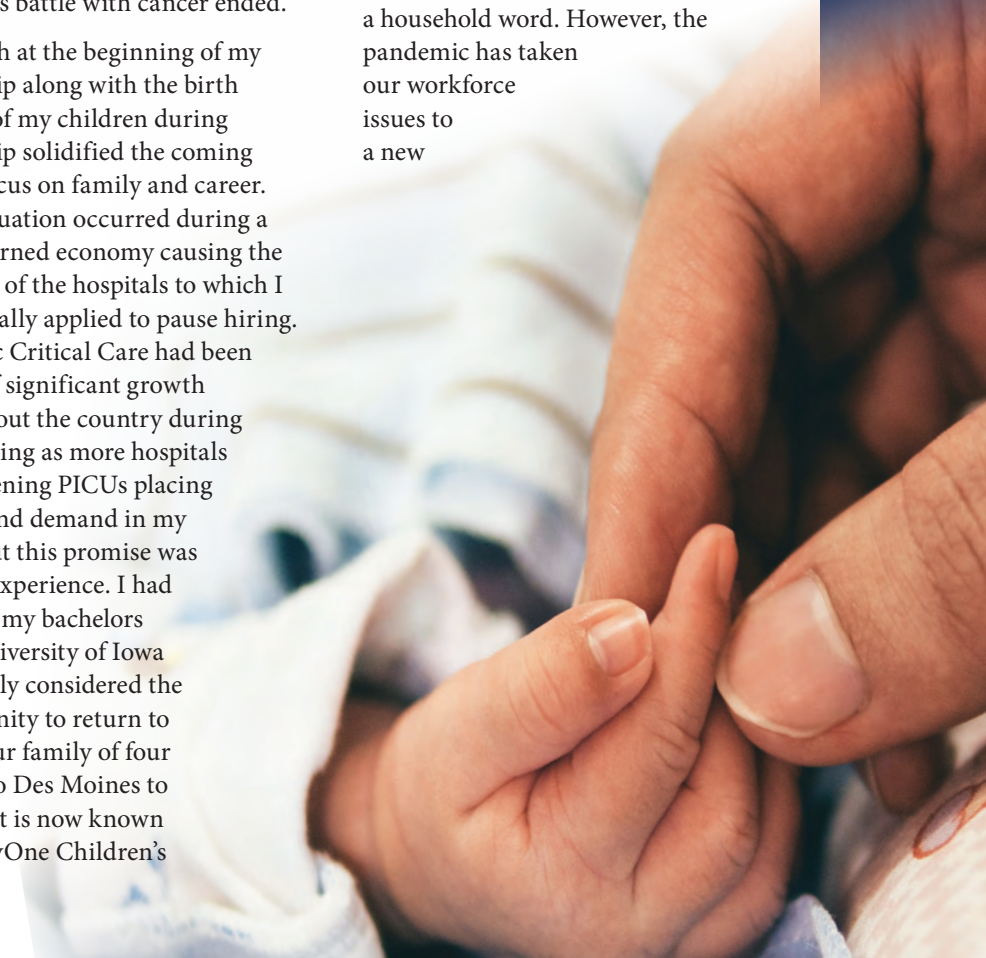 s battle with cancer ended.
h at the beginning of my
ip along with the birth
of my children during
ip solidified the coming
cus on family and career.
uation occurred during a
rned economy causing the
of the hospitals to which I
ally applied to pause hiring.
c Critical Care had been
f significant growth
out the country during
ing as more hospitals
ening PICUs placing
nd demand in my
t this promise was
xperience. I had
my bachelors
iversity of Iowa
ly considered the
nity to return to
ur family of four
o Des Moines to
t is now known
yOne Children’s
a household word. However, the
pandemic has taken
our workforce
issues to
a new